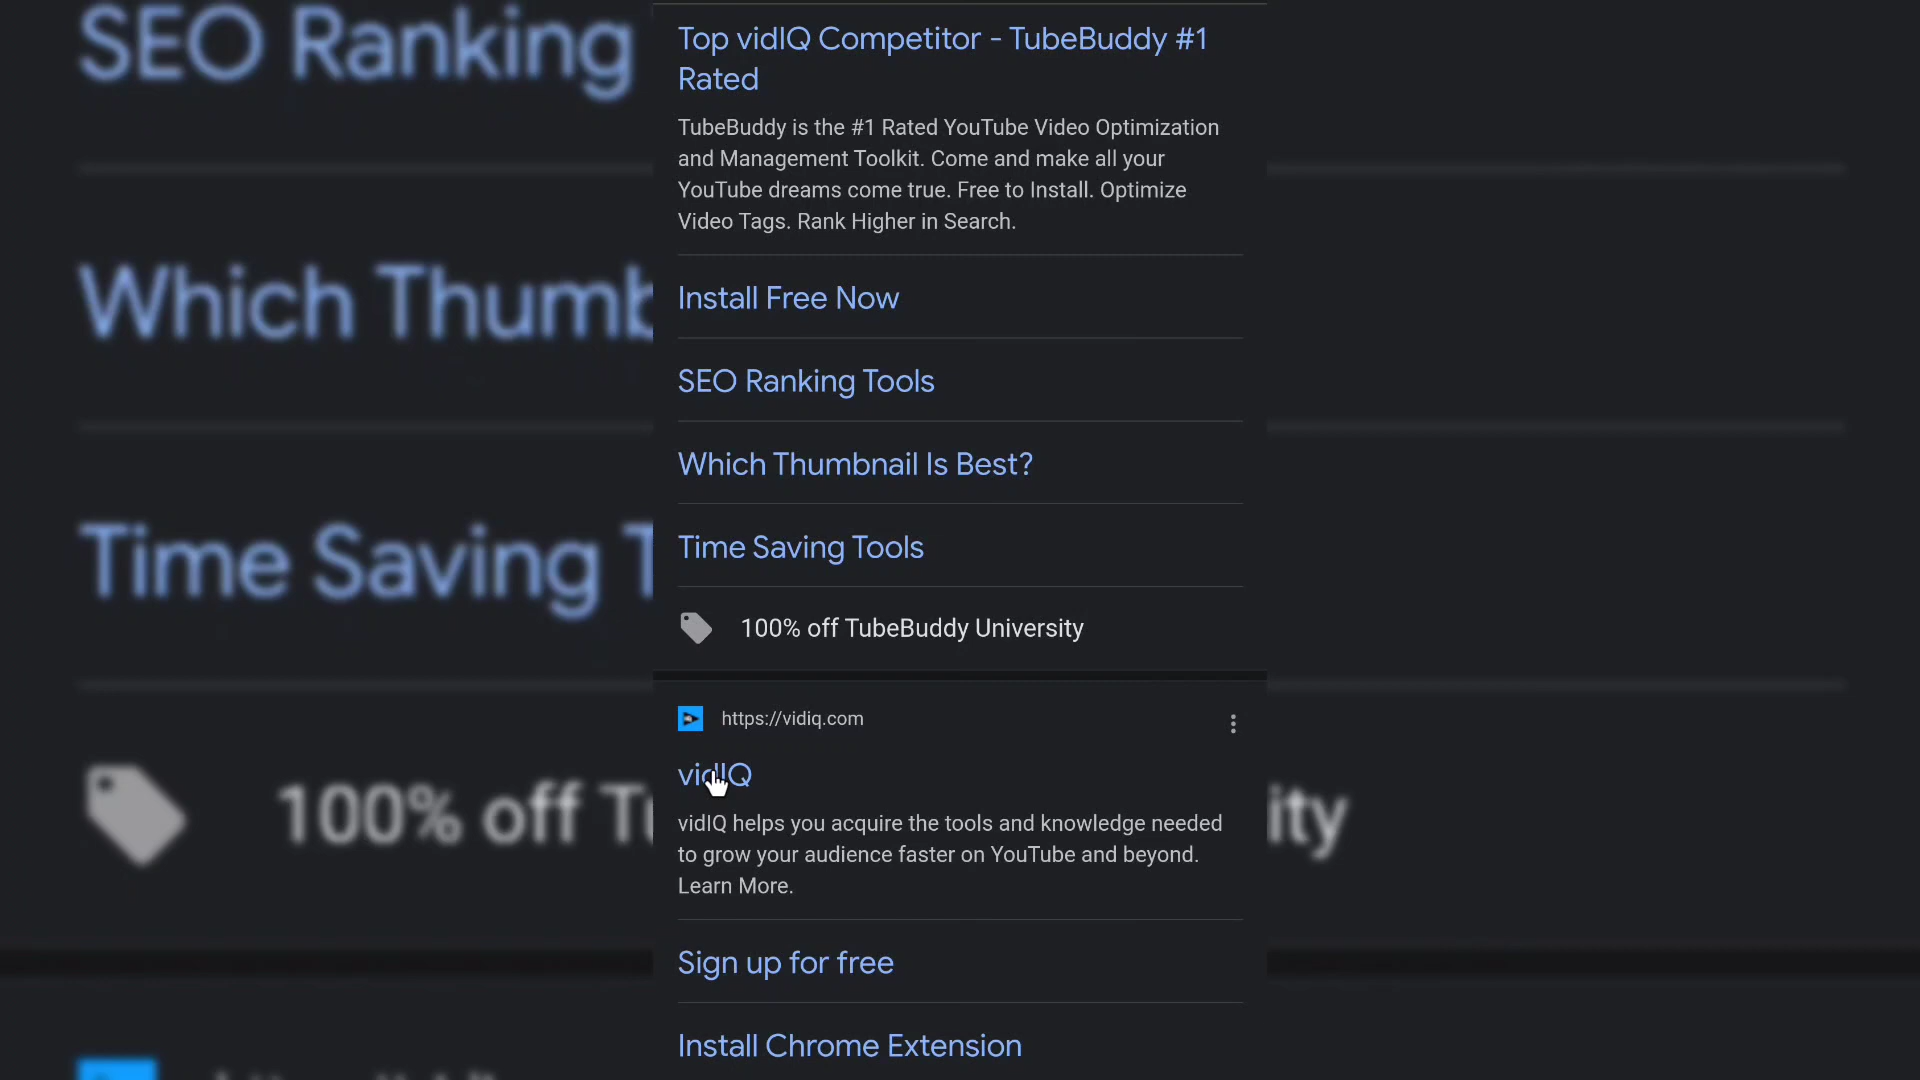 SEO Ranking
Which Thumb
Time Saving T
100% off T
ity
Top vidIQ Competitor - TubeBuddy #1
Rated
TubeBuddy is the #1 Rated YouTube Video Optimization
and Management Toolkit. Come and make all your
YouTube dreams come true. Free to Install. Optimize
Video Tags. Rank Higher in Search.
Install Free Now
SEO Ranking Tools
Which Thumbnail Is Best?
Time Saving Tools
100% off TubeBuddy University
https://vidiq.com
vidIQ
vidIQ helps you acquire the tools and knowledge needed
to grow your audience faster on YouTube and beyond.
Learn More.
Sign up for free
Install Chrome Extension